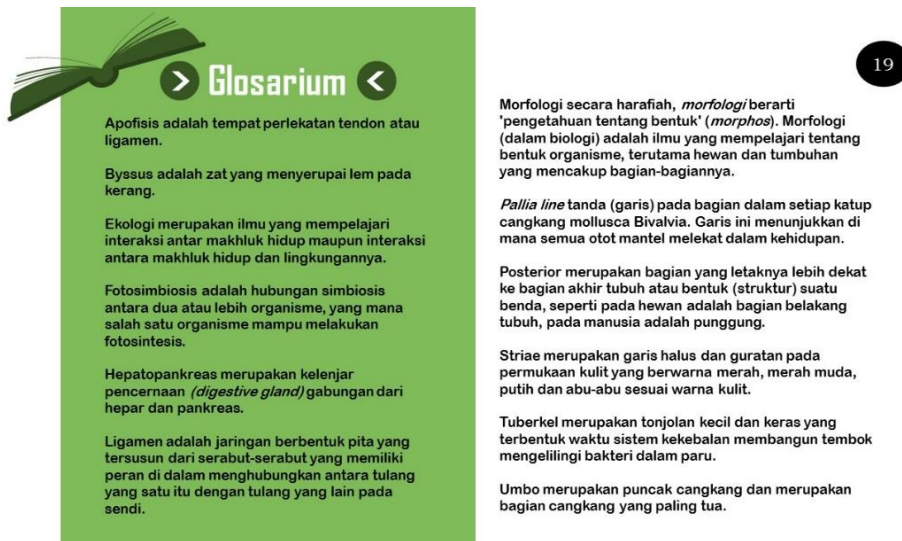 Glosarium
Apofisis adalah tempat perlekatan tendon atau
ligamen.
Byssus adalah zat yang menyerupai lem pada
kerang.
Ekologi merupakan ilmu yang mempelajari
interaksi antar makhluk hidup maupun interaksi
antara makhluk hidup dan lingkungannya.
Fotosimbiosis adalah hubungan simbiosis
antara dua atau lebih organisme, yang mana
salah satu organisme mampu melakukan
fotosintesis.
Hepatopankreas merupakan kelenjar
pencernaan (digestive gland) gabungan dari
hepar dan pankreas.
Ligamen adalah jaringan berbentuk pita yang
tersusun dari serabut-serabut yang memiliki
peran di dalam menghubungkan antara tulang
yang satu itu dengan tulang yang lain pada
sendi.
19
Morfologi secara harafiah, morfologi berarti
'pengetahuan tentang bentuk' (morphos). Morfologi
(dalam biologi) adalah ilmu yang mempelajari tentang
bentuk organisme, terutama hewan dan tumbuhan
yang mencakup bagian-bagiannya.
Pallia line tanda (garis) pada bagian dalam setiap katup
cangkang mollusca Bivalvia. Garis ini menunjukkan di
mana semua otot mantel melekat dalam kehidupan.
Posterior merupakan bagian yang letaknya lebih dekat
ke bagian akhir tubuh atau bentuk (struktur) suatu
benda, seperti pada hewan adalah bagian belakang
tubuh, pada manusia adalah punggung.
Striae merupakan garis halus dan guratan pada
permukaan kulit yang berwarna merah, merah muda,
putih dan abu-abu sesuai warna kulit.
Tuberkel merupakan tonjolan kecil dan keras yang
terbentuk waktu sistem kekebalan membangun tembok
mengelilingi bakteri dalam paru.
Umbo merupakan puncak cangkang dan merupakan
bagian cangkang yang paling tua.